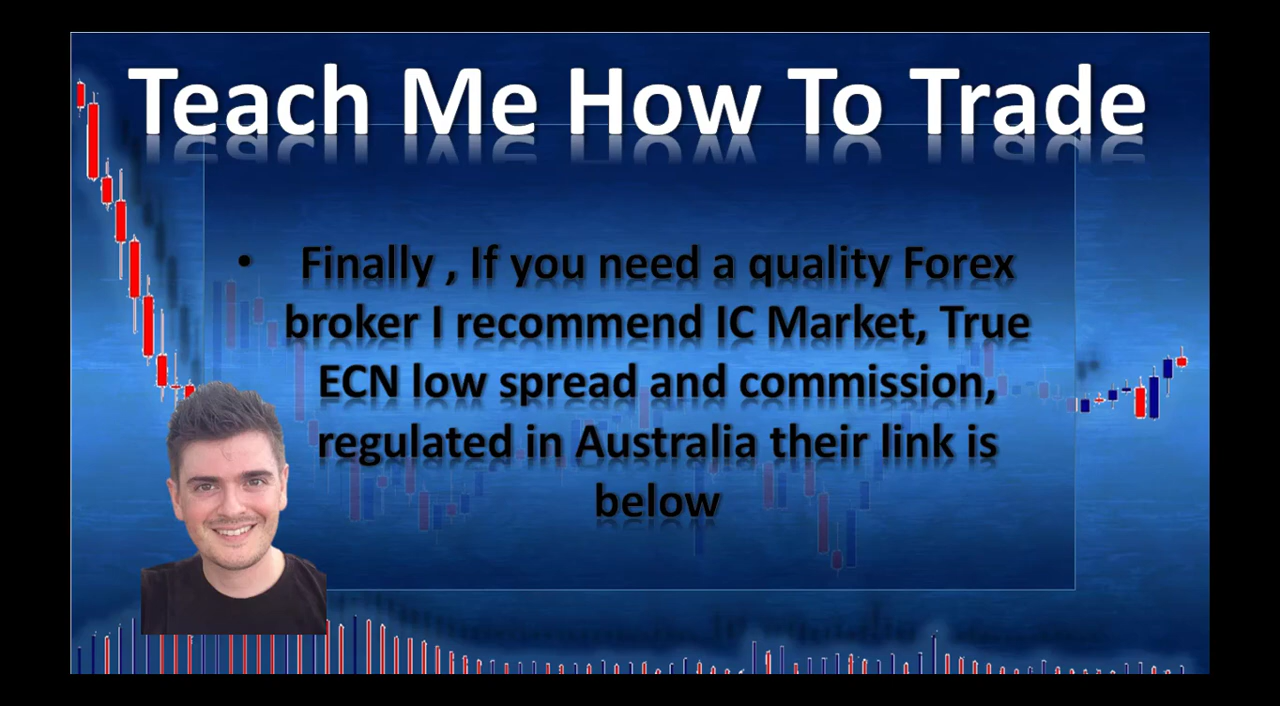 Teach Me How To Trade
• Finally , If you need a quality Forex
broker I recommend IC Market, True
ECN low spread and commission,
regulated in Australia their link is
below